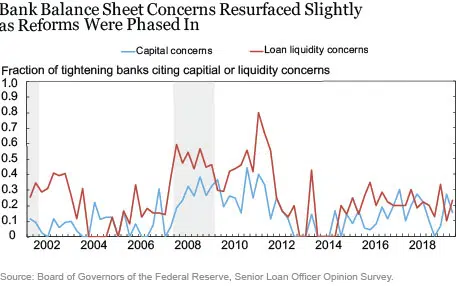 Bank Balance Sheet Concerns Resurfaced Slightly
as Reforms Were Phased In
Capital concerns
Loan liquidity concerns
Fraction of tightening banks citing capitial or liquidity concerns
1.0
0.9
0.8
0.7
0.6
0.5
0.4
0.3
0.2
0.1
0
2002 2004 2006 2008 2010 2012 2014 2016 2018
Source: Board of Governors of the Federal Reserve, Senior Loan Officer Opinion Survey.